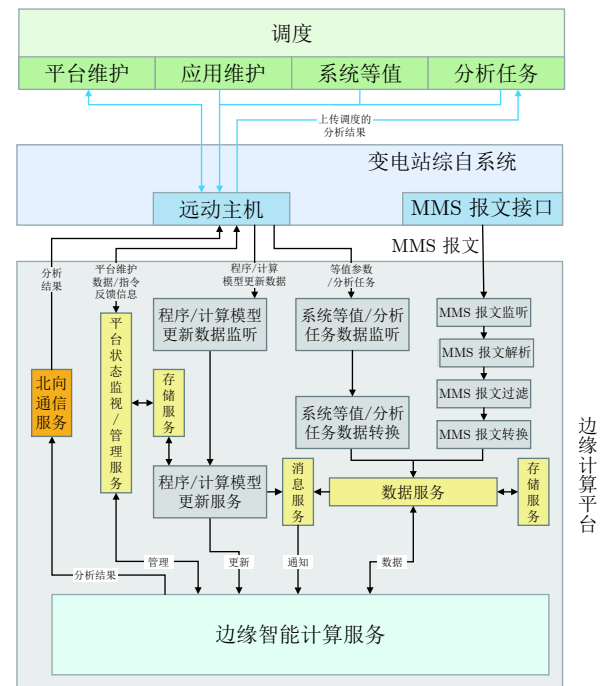 调度
平台维护
应用维护
系统等值
分析任务
上传调度的
分析结果
变电站综自系统
远动主机
MMS 报文接口
MMS 报文
分析
结果
平台维护
数据/指令
反馈信息
程序/计算
模型更新数据
等值参数
/分析任务
平台状态监视/管理服务
程序/计算模型
更新数据监听
系统等值/分析
任务数据监听
MMS 报文监听
MMS 报文解析
北向
通信
服务
存储服务
MMS 报文过滤
系统等值/分析
任务数据转换
MMS 报文转换
边缘计算平台
程序/计算模型
更新服务
消息服务
数据服务
存储服务
管理
更新
通知
数据
分析结果
边缘智能计算服务